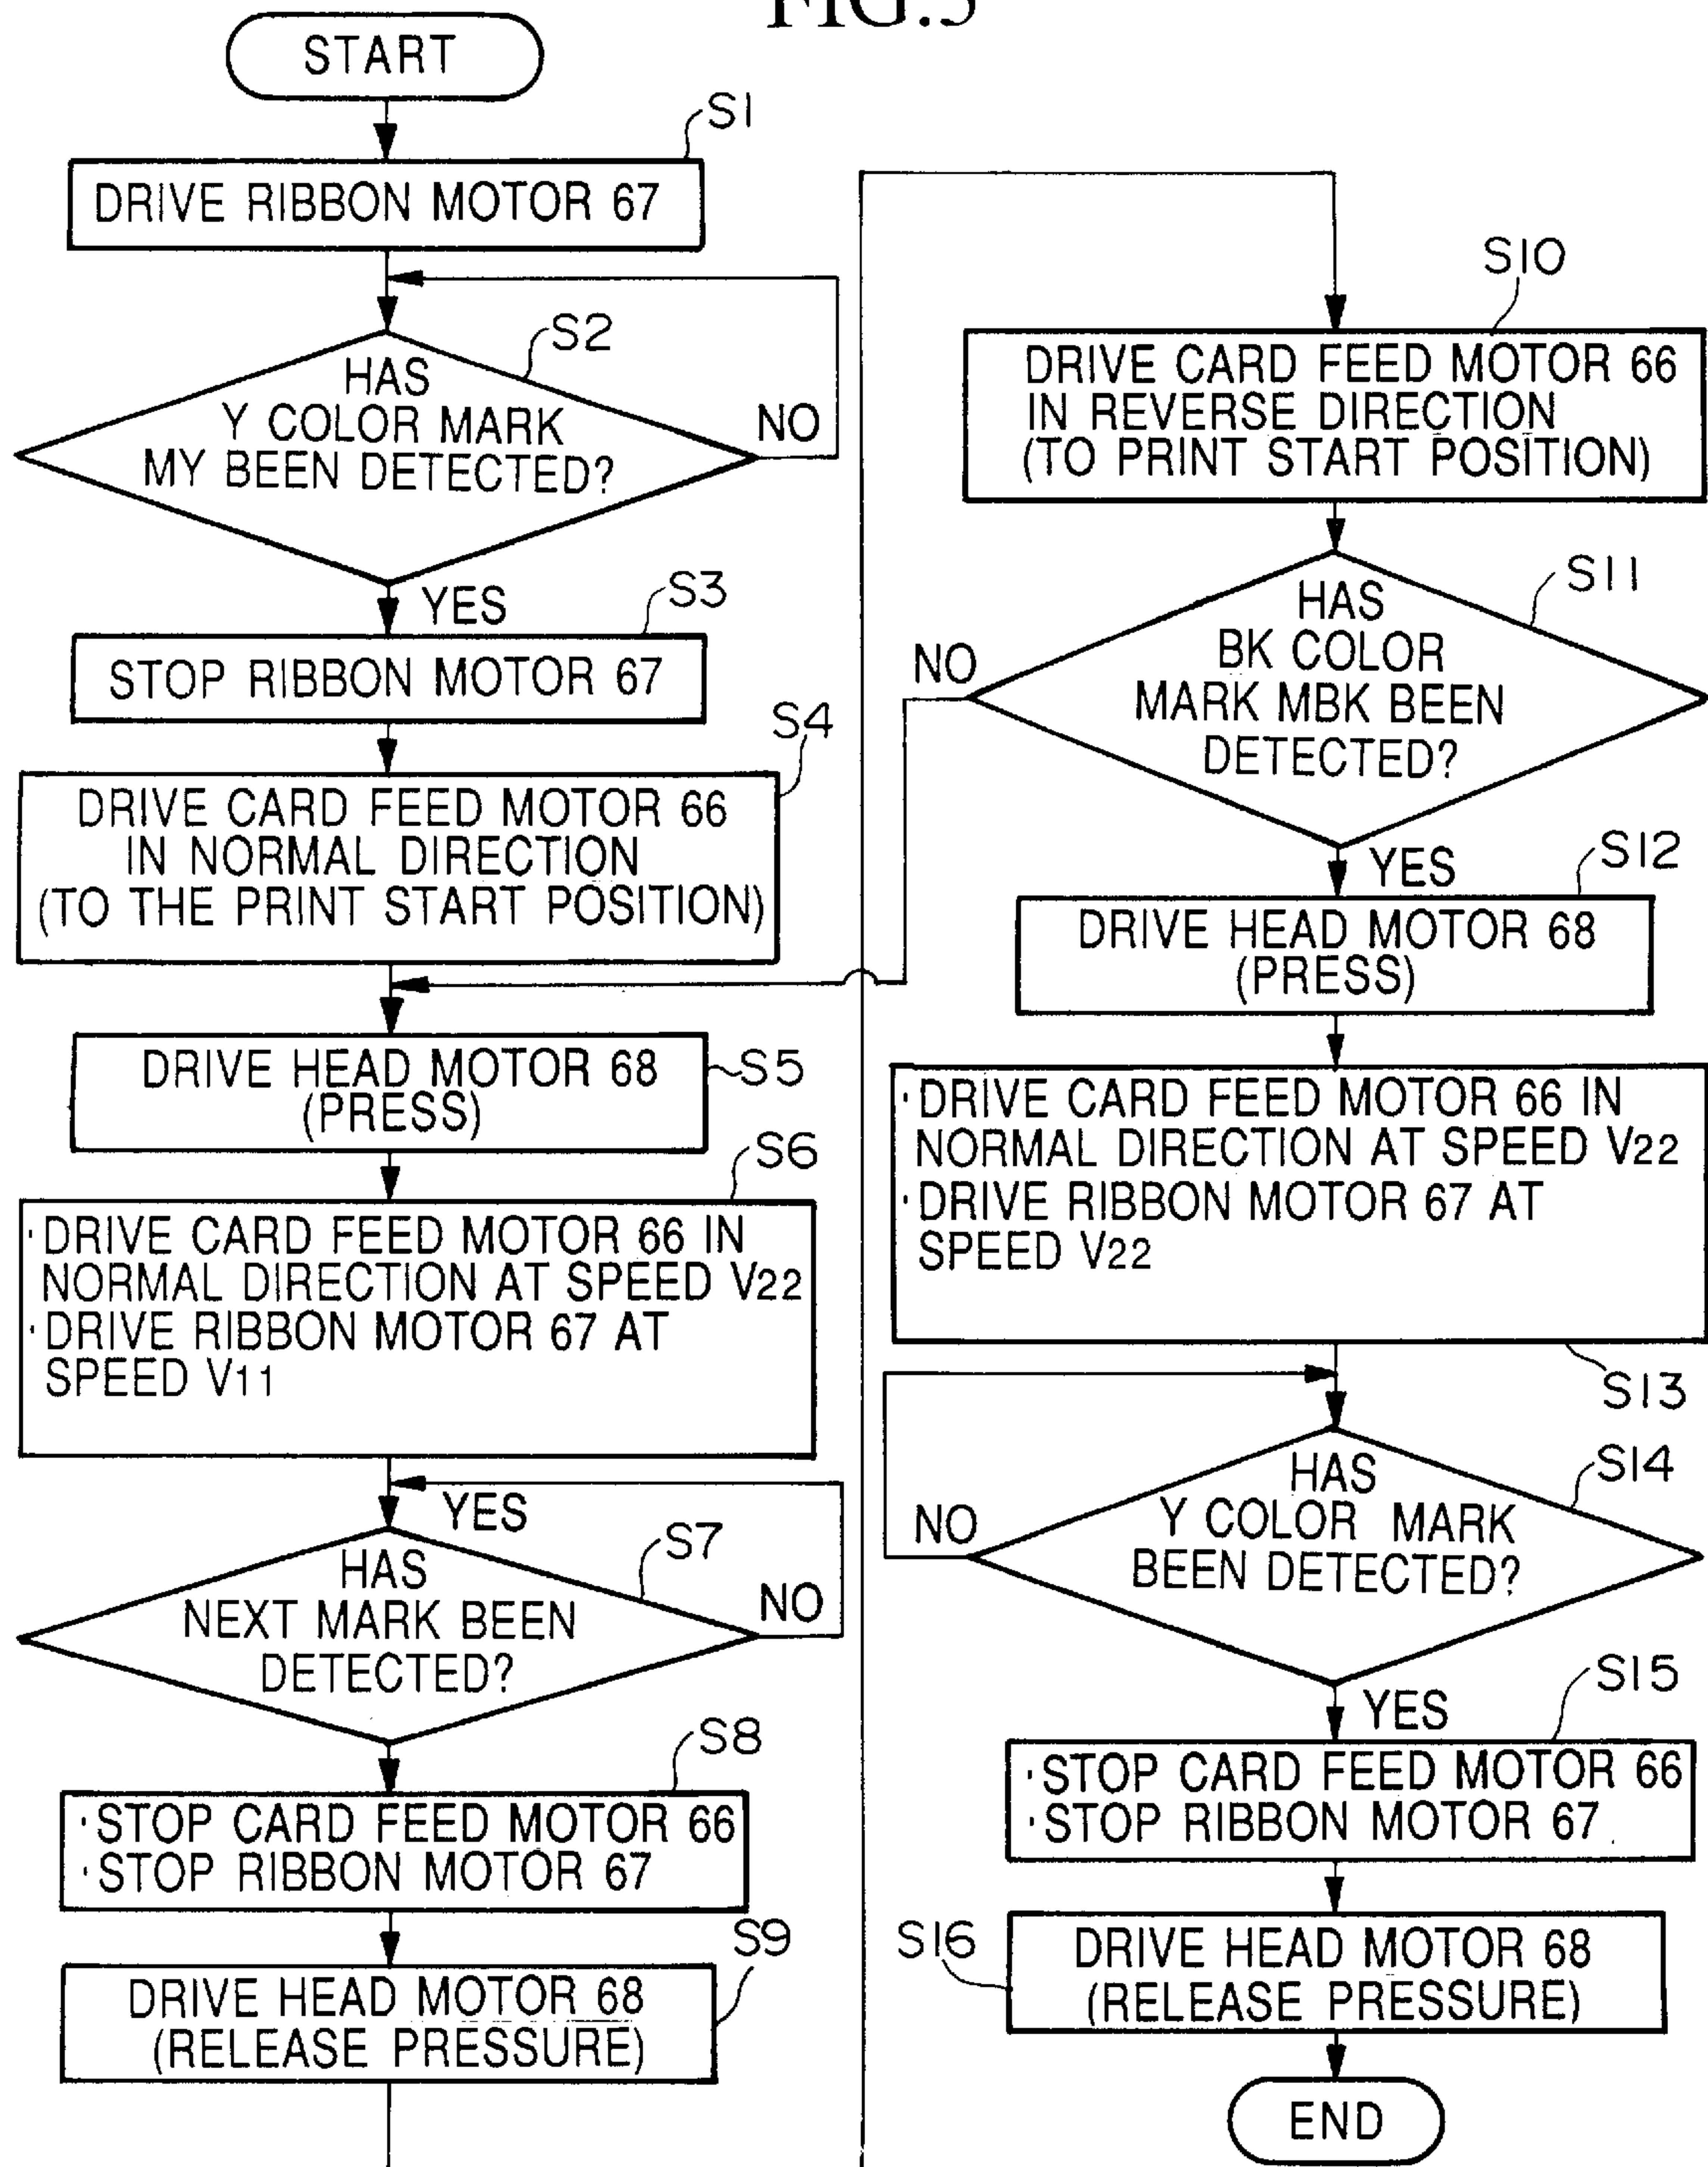 FIG.5
START
S1
DRIVE RIBBON MOTOR 67
S2
HAS
Y COLOR MARK
MY BEEN DETECTED?
NO
YES
S3
STOP RIBBON MOTOR 67
S4
DRIVE CARD FEED MOTOR 66
IN NORMAL DIRECTION
(TO THE PRINT START POSITION)
DRIVE HEAD MOTOR 68
(PRESS)
S5
S6
·DRIVE CARD FEED MOTOR 66 IN
NORMAL DIRECTION AT SPEED V22
·DRIVE RIBBON MOTOR 67 AT
SPEED V11
YES
S7
HAS
NEXT MARK BEEN
DETECTED?
NO
S8
·STOP CARD FEED MOTOR 66
·STOP RIBBON MOTOR 67
S9
DRIVE HEAD MOTOR 68
(RELEASE PRESSURE)
S10
DRIVE CARD FEED MOTOR 66
IN REVERSE DIRECTION
(TO PRINT START POSITION)
S11
HAS
BK COLOR
MARK MBK BEEN
DETECTED?
NO
YES
S12
DRIVE HEAD MOTOR 68
(PRESS)
·DRIVE CARD FEED MOTOR 66 IN
NORMAL DIRECTION AT SPEED V22
·DRIVE RIBBON MOTOR 67 AT
SPEED V22
S13
S14
HAS
Y COLOR MARK
BEEN DETECTED?
NO
YES
S15
·STOP CARD FEED MOTOR 66
·STOP RIBBON MOTOR 67
S16
DRIVE HEAD MOTOR 68
(RELEASE PRESSURE)
END